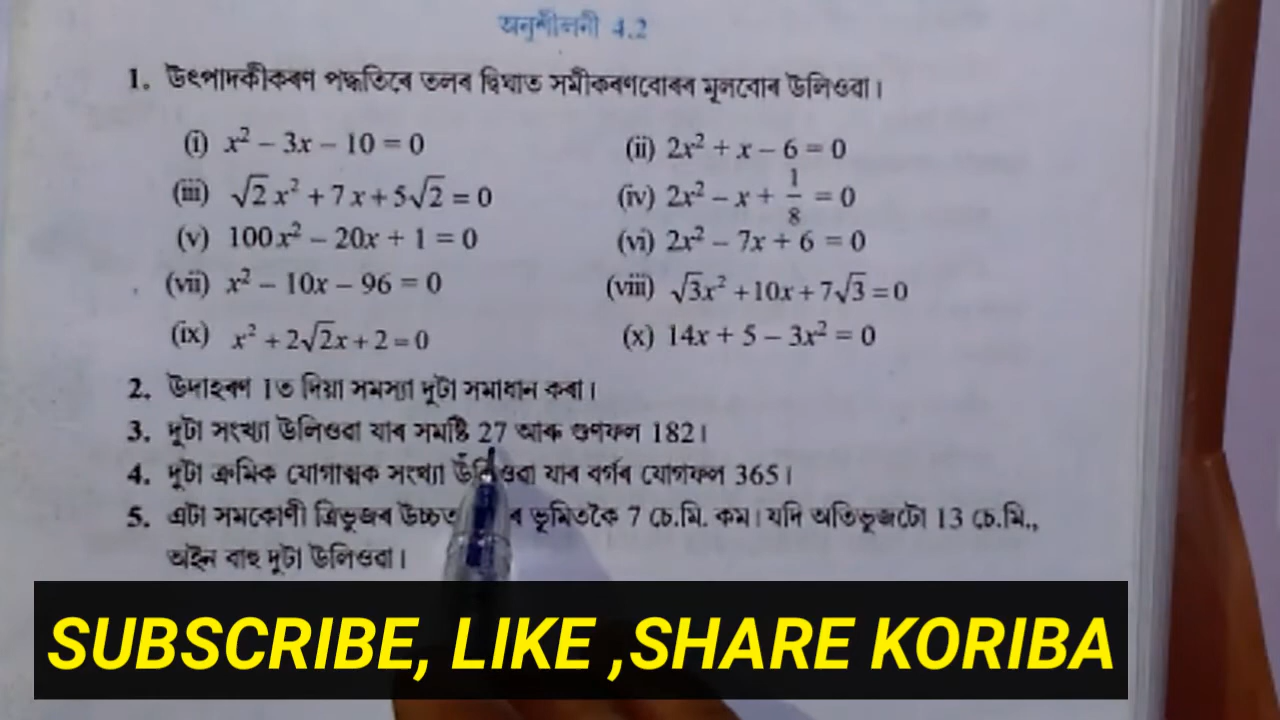 অনুশীলনী 4.2
1. উৎপাদকীকৰণ পদ্ধতিৰে তলৰ দ্বিঘাত সমীকৰণবোৰৰ মূলবোৰ উলিওৱা।
(i) x² – 3x – 10 = 0 (ii) 2x² + x – 6 = 0
(iii) √2 x² + 7x + 5√2 = 0 (iv) 2x² – x + 1/8 = 0
(v) 100x² – 20x + 1 = 0 (vi) 2x² – 7x + 6 = 0
(vii) x² – 10x – 96 = 0 (viii) √3x² + 10x + 7√3 = 0
(ix) x² + 2√2x + 2 = 0 (x) 14x + 5 – 3x² = 0
2. উদাহৰণ 1ত দিয়া সমস্যা দুটা সমাধান কৰা।
3. দুটা সংখ্যা উলিওৱা যাৰ সমষ্টি 27 আৰু গুণফল 182।
4. দুটা ক্ৰমিক যোগাত্মক সংখ্যা উলিওৱা যাৰ বৰ্গৰ যোগফল 365।
5. এটা সমকোণী ত্ৰিভুজৰ ভূমিতকৈ 7 চে.মি. কম। যদি অতিভূজটো 13 চে.মি.,
অইন বাহু দুটা উলিওৱা।
SUBSCRIBE, LIKE ,SHARE KORIBA